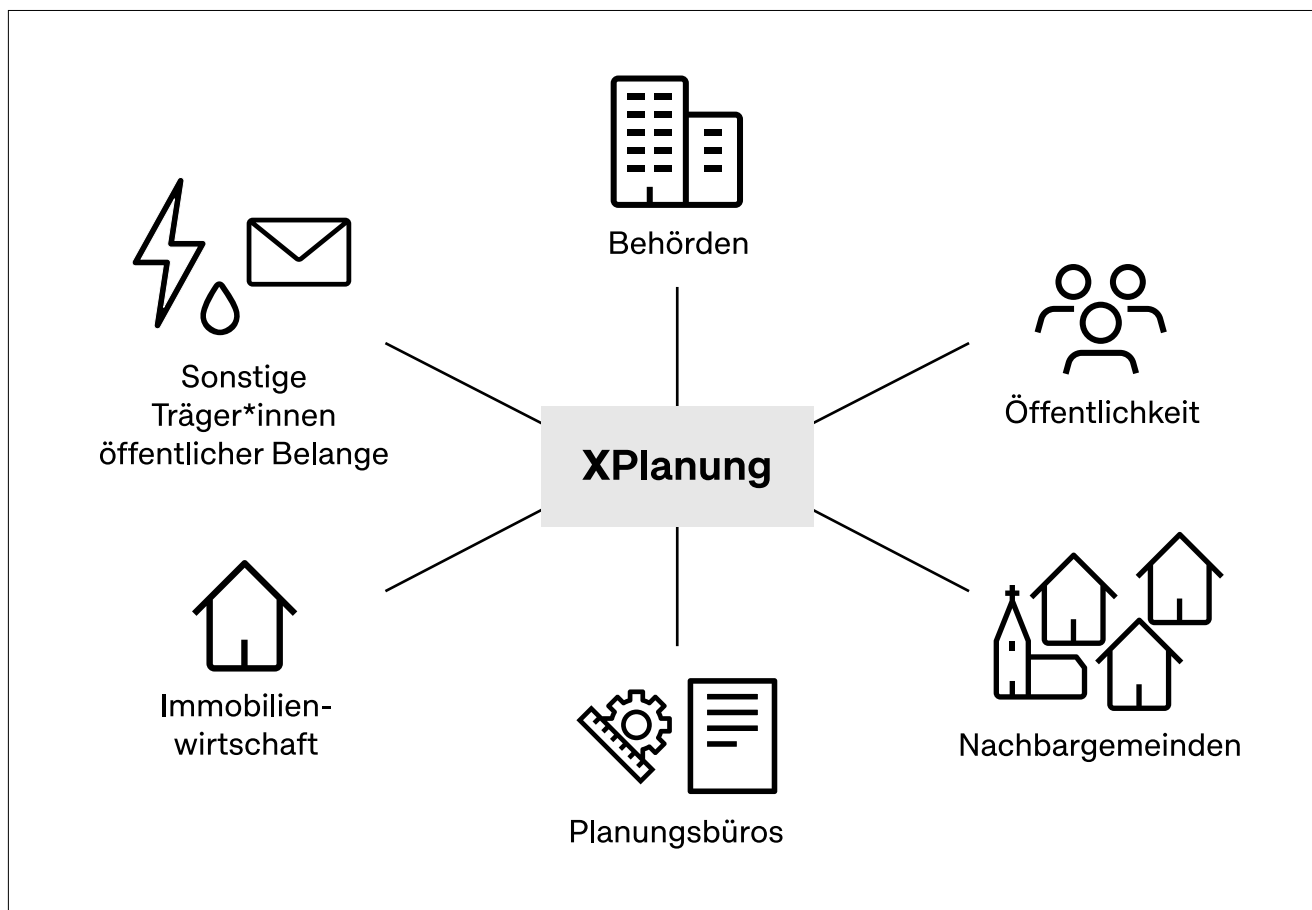 Behörden
Sonstige
Träger*innen
öffentlicher Belange
Öffentlichkeit
XPlanung
Immobilien-
wirtschaft
Nachbargemeinden
Planungsbüros